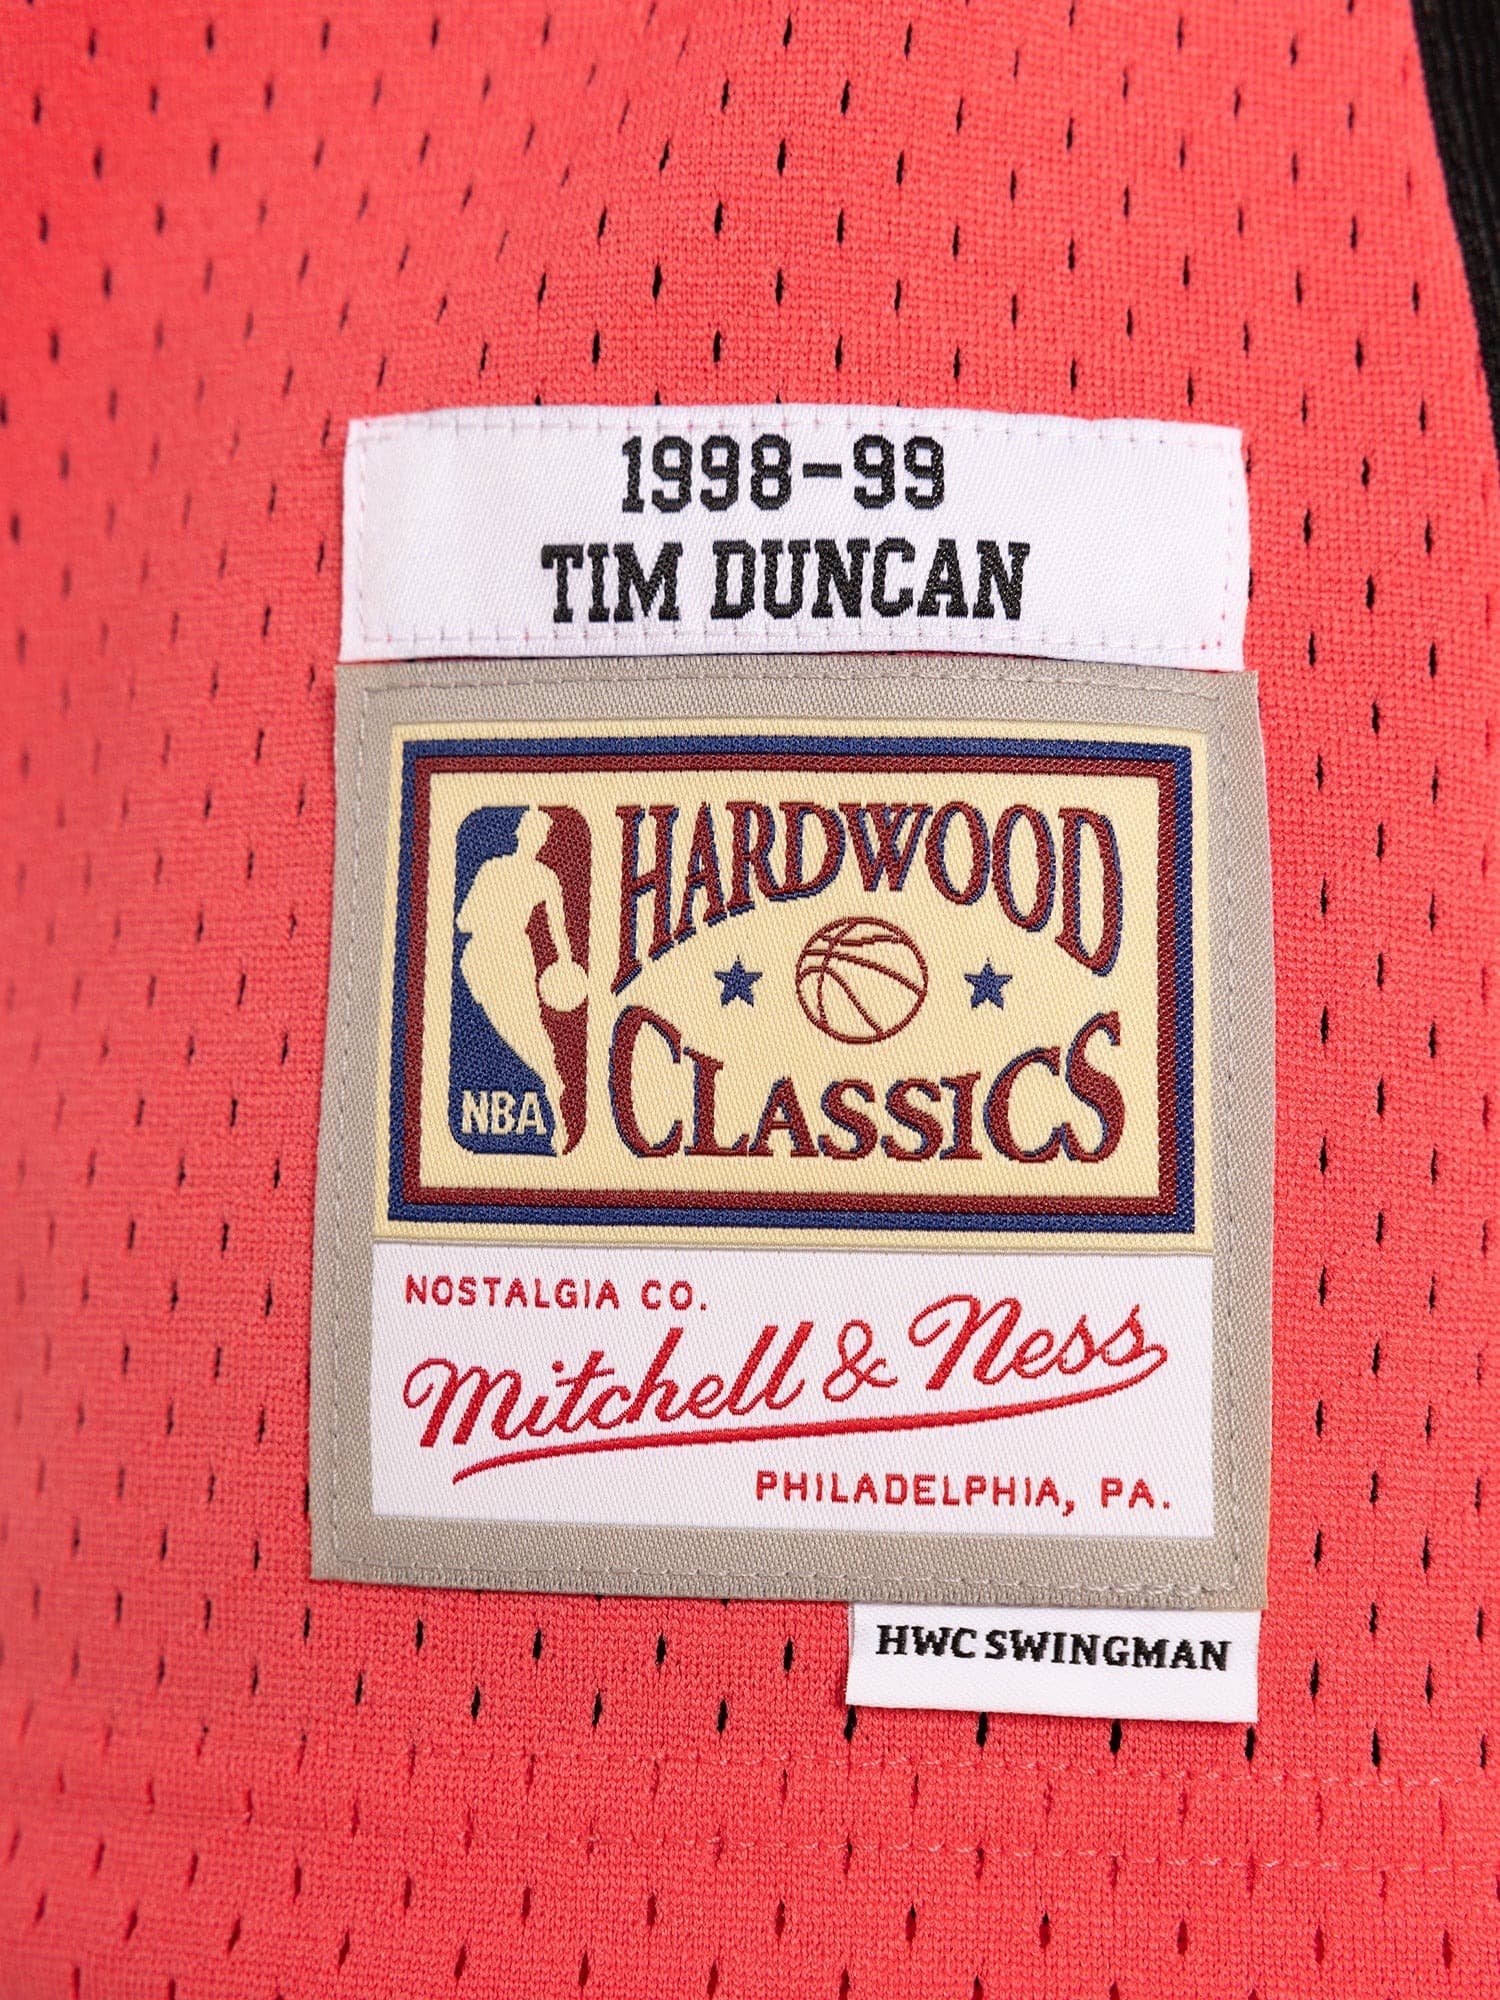 1998-99
TIM DUNCAN
HARDWOOD
CLASSICS
NBA
NOSTALGIA CO.
Mitchell & Ness
PHILADELPHIA, PA.
HWC SWINGMAN